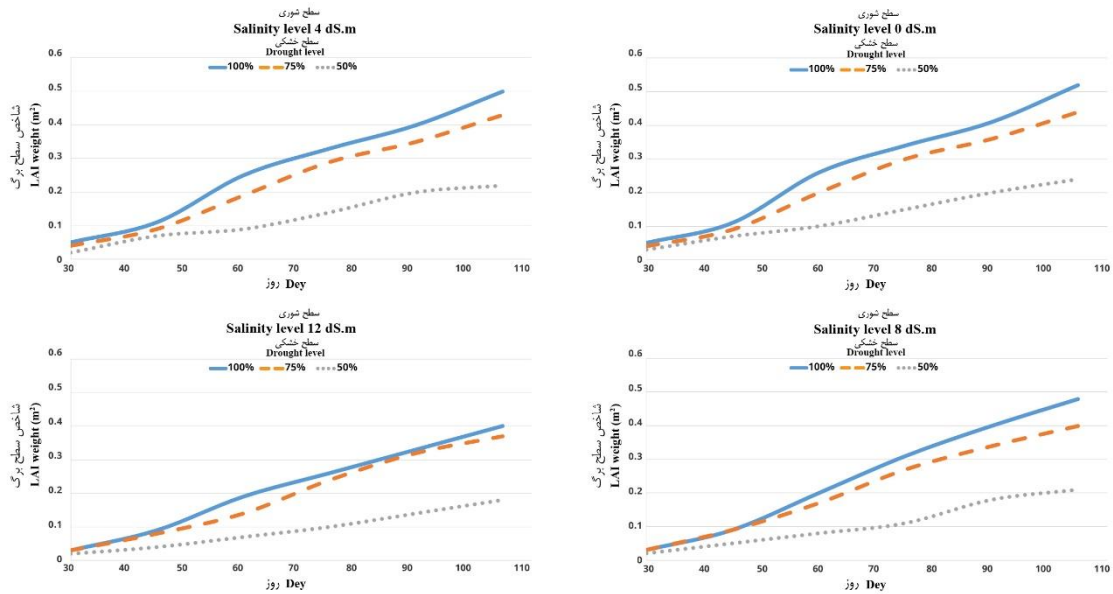 سطح شوری
Salinity level 4 dS.m
سطح خشکی
Drought level
100% 75% 50%
شاخص سطح برگ
LAI weight (m²)
0.6
0.5
0.4
0.3
0.2
0.1
0
30 40 50 60 70 80 90 100 110
روز Dey
سطح شوری
Salinity level 0 dS.m
سطح خشکی
Drought level
100% 75% 50%
شاخص سطح برگ
LAI weight (m²)
0.6
0.5
0.4
0.3
0.2
0.1
0
30 40 50 60 70 80 90 100 110
روز Dey
سطح شوری
Salinity level 12 dS.m
سطح خشکی
Drought level
100% 75% 50%
شاخص سطح برگ
LAI weight (m²)
0.6
0.5
0.4
0.3
0.2
0.1
0
30 40 50 60 70 80 90 100 110
روز Dey
سطح شوری
Salinity level 8 dS.m
سطح خشکی
Drought level
100% 75% 50%
شاخص سطح برگ
LAI weight (m²)
0.6
0.5
0.4
0.3
0.2
0.1
0
30 40 50 60 70 80 90 100 110
روز Dey